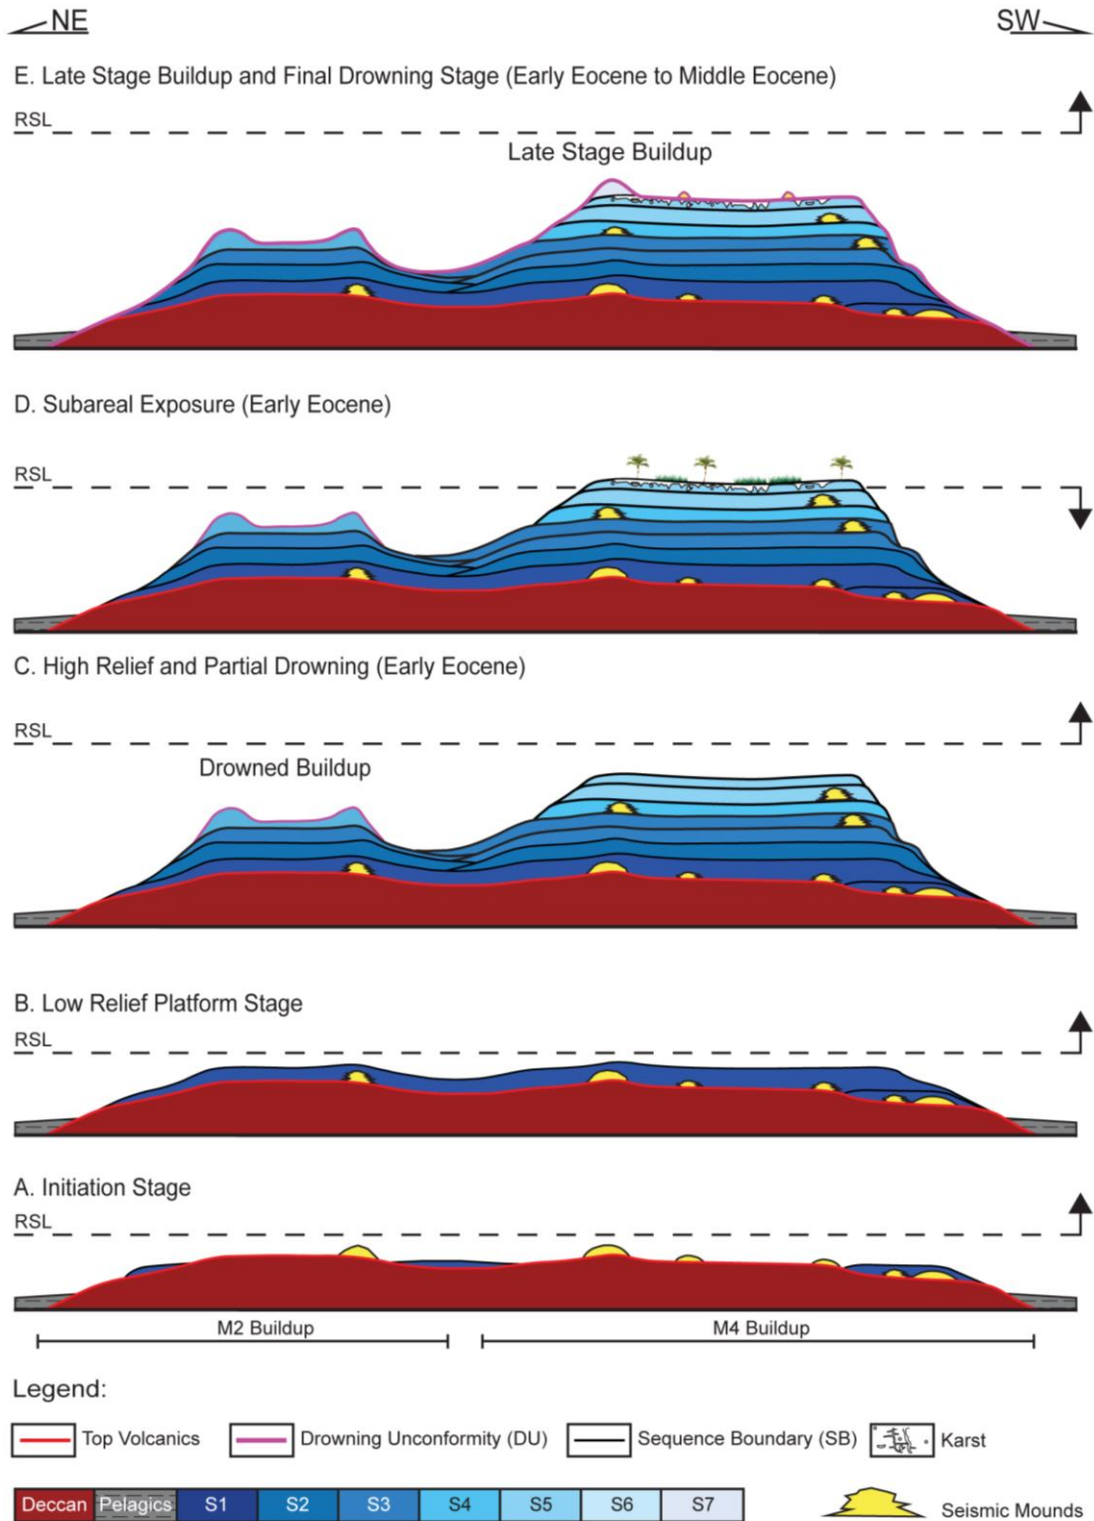 NE SW
E. Late Stage Buildup and Final Drowning Stage (Early Eocene to Middle Eocene)
RSL
Late Stage Buildup
D. Subareal Exposure (Early Eocene)
RSL
C. High Relief and Partial Drowning (Early Eocene)
RSL
Drowned Buildup
B. Low Relief Platform Stage
RSL
A. Initiation Stage
RSL
M2 Buildup M4 Buildup
Legend:
Top Volcanics Drowning Unconformity (DU) Sequence Boundary (SB) Karst
Deccan Pelagics S1 S2 S3 S4 S5 S6 S7 Seismic Mounds